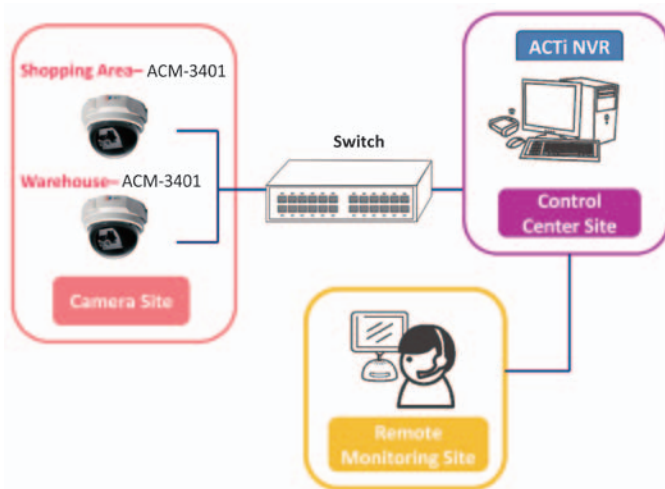 Shopping Area– ACM-3401
Warehouse– ACM-3401
Camera Site
Switch
ACTi NVR
Control
Center Site
Remote
Monitoring Site